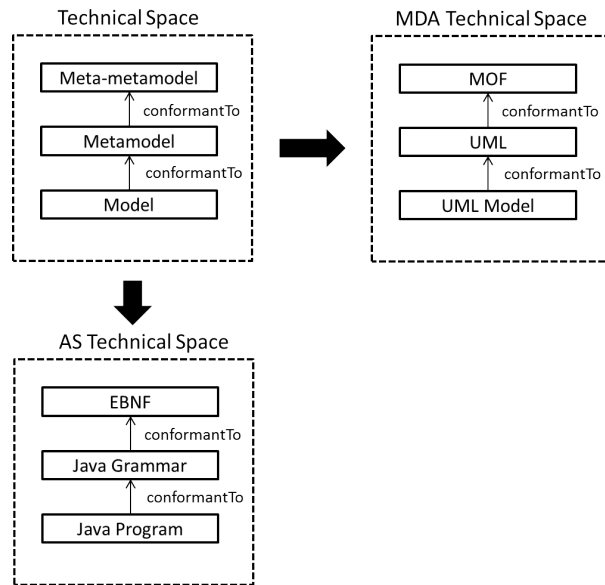 Technical Space
Meta-metamodel
conformantTo
Metamodel
conformantTo
Model
MDA Technical Space
MOF
conformantTo
UML
conformantTo
UML Model
AS Technical Space
EBNF
conformantTo
Java Grammar
conformantTo
Java Program